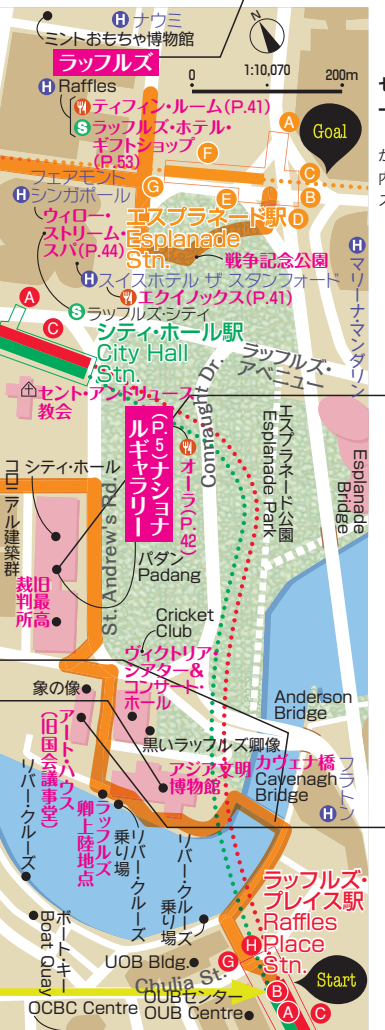 H ナウミ
ミントおもちゃ博物館
ラッフルズ
N
0 1:10,070 200m
H Raffles
ティフィン・ルーム(P.41)
S ラッフルズ・ホテル・
ギフトショップ
(P.53)
A
Goal
F
フェアモント
H シンガポール
G
C
E
B
D
ウィロー・
ストリーム・
スパ(P.44)
エスプラネード駅
Esplanade
Stn.
戦争記念公園
H スイスホテル ザ スタンフォード
エクイノックス(P.41)
H マリーナ・マンダリン
A
S ラッフルズ・シティ
C
シティ・ホール駅
City Hall
Stn.
ラッフルズ・
アベニュー
セント・アンドリュース
教会
Connaught Dr.
(P.5)ナショナ
ルギャラリー
オーラ(P.42)
エスプラネード公園
Esplanade Park
Esplanade
Bridge
シティ・ホール
コロニアル建築群
St. Andrew's Rd.
パダン
Padang
旧最高
裁判所
Cricket
Club
ヴィクトリア・
シアター&
コンサート・
ホール
象の像
Anderson
Bridge
黒いラッフルズ卿像
アート・ハウス
(旧国会議事堂)
アジア文明
博物館
カヴェナ橋
Cavenagh
Bridge
H フラトン
リバー・クルーズ
ラッフルズ
卿上陸地点
リバー・クルーズ
乗り場
リバー・クルーズ
乗り場
ラッフルズ・
プレイス駅
Raffles
Place
Stn.
ボート・キー
Boat Quay
H
UOB Bldg.
G
Chulia St.
Start
B
OUBセンター
OUB Centre
OCBC Centre
A
C